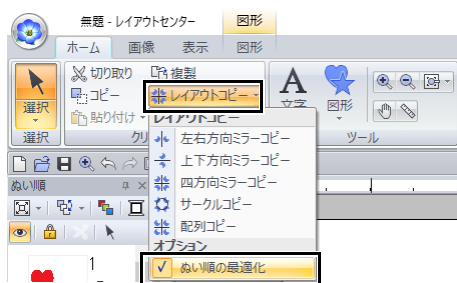 無題 - レイアウトセンター 図形
ホーム 画像 表示 図形
切り取り 複製
コピー レイアウトコピー
貼り付け
選択 文字 図形
選択 クリ ツール
レイアウトコピー
左右方向ミラーコピー
上下方向ミラーコピー
四方向ミラーコピー
サークルコピー
配列コピー
オプション
ぬい順の最適化
ぬい順
1